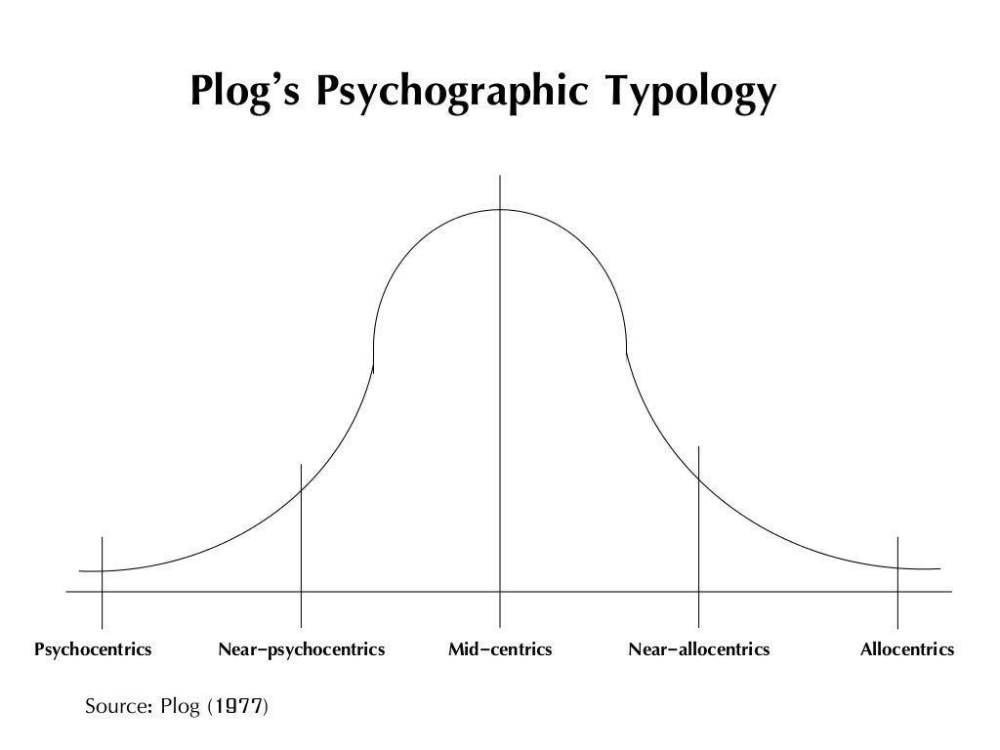 Plog’s Psychographic Typology
Psychocentrics
Near-psychocentrics
Mid-centrics
Near-allocentrics
Allocentrics
Source: Plog (1977)